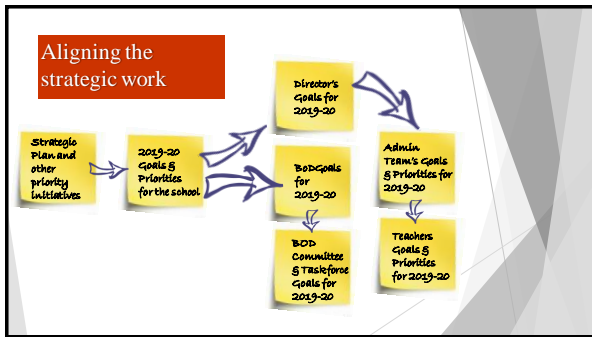 Aligning the
strategic work
Strategic
Plan and
other
priority
initiatives
2019-20
Goals &
Priorities
for the school
Director's
Goals for
2019-20
BoDGoals
for
2019-20
BOD
Committee
& Taskforce
Goals for
2019-20
Admin
Team's Goals
& Priorities for
2019-20
Teachers
Goals &
Priorities
for 2019-20